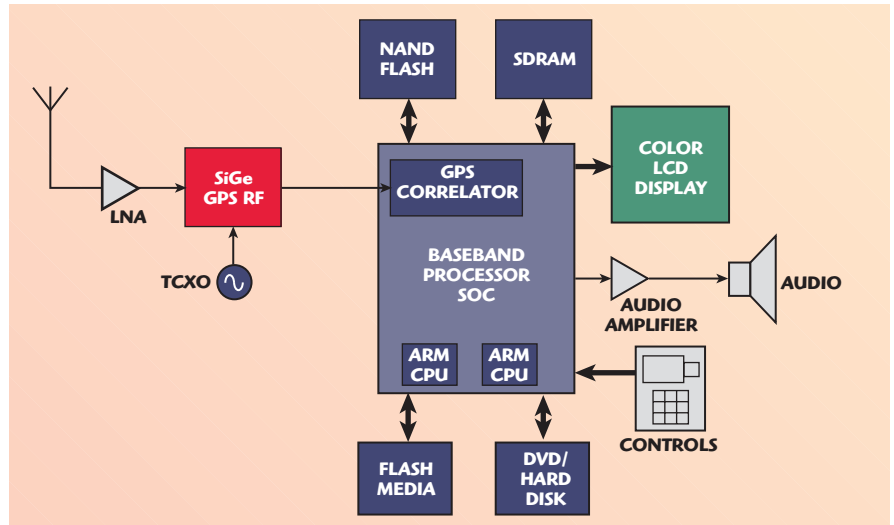 NAND
FLASH
SDRAM
COLOR
LCD
DISPLAY
SiGe
GPS RF
GPS
CORRELATOR
LNA
TCXO
BASEBAND
PROCESSOR
SOC
AUDIO
AMPLIFIER
AUDIO
ARM
CPU
ARM
CPU
CONTROLS
FLASH
MEDIA
DVD/
HARD
DISK